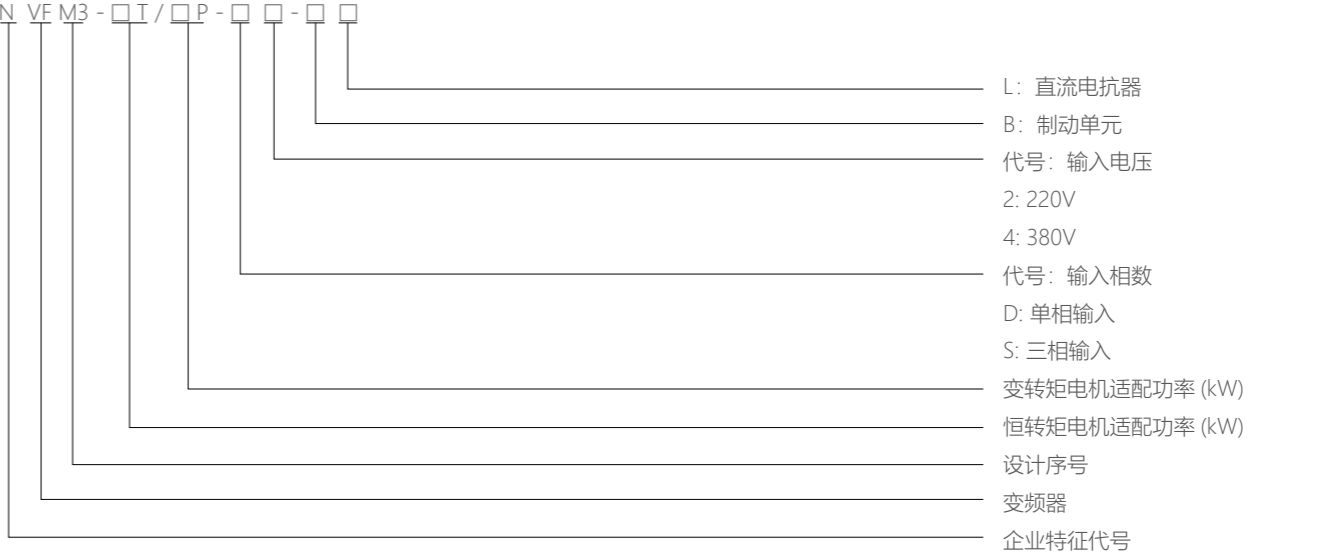 N VF M3 - □ T / □ P - □ □ - □ □
L：直流电抗器
B：制动单元
代号：输入电压
2: 220V
4: 380V
代号：输入相数
D: 单相输入
S: 三相输入
变转矩电机适配功率 (kW)
恒转矩电机适配功率 (kW)
设计序号
变频器
企业特征代号